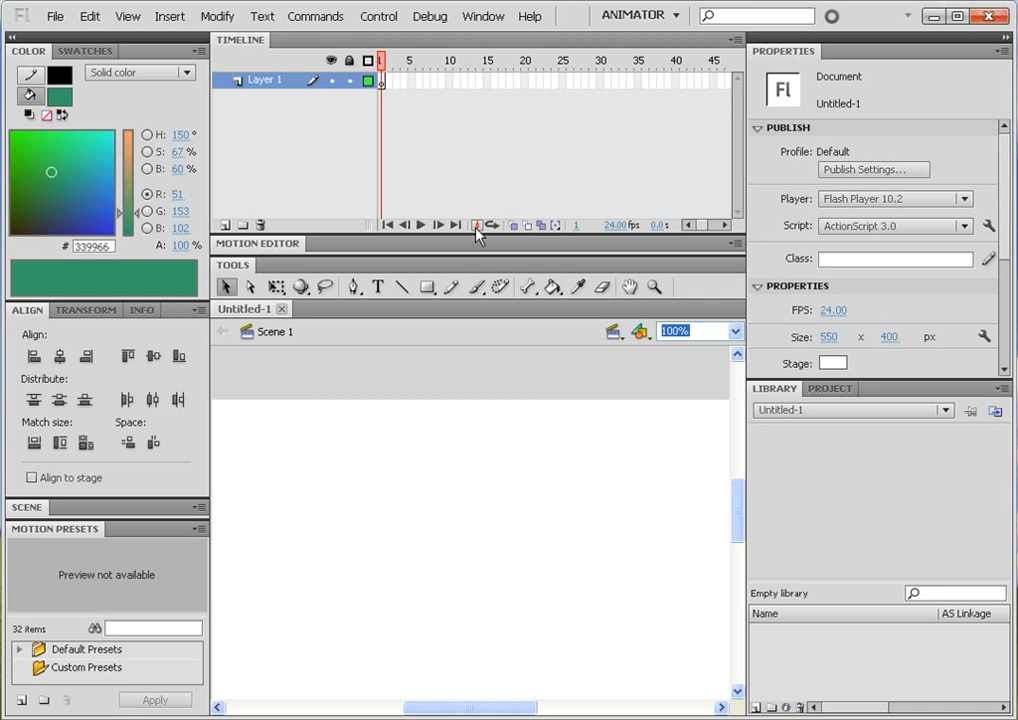 Fl File Edit View Insert Modify Text Commands Control Debug Window Help ANIMATOR
COLOR SWATCHES
Solid color
H: 150 °
S: 67 %
B: 60 %
R: 51
G: 153
B: 102
# 339966 A: 100 %
ALIGN TRANSFORM INFO
Align:
Distribute:
Match size: Space:
Align to stage
SCENE
MOTION PRESETS
Preview not available
32 items
Default Presets
Custom Presets
Apply
TIMELINE
1 5 10 15 20 25 30 35 40 45
Layer 1
1 24.00 fps 0.0 s
MOTION EDITOR
TOOLS
T
Untitled-1
Scene 1 100%
PROPERTIES
Fl
Document
Untitled-1
PUBLISH
Profile: Default
Publish Settings...
Player: Flash Player 10.2
Script: ActionScript 3.0
Class:
PROPERTIES
FPS: 24.00
Size: 550 x 400 px
Stage:
LIBRARY PROJECT
Untitled-1
Empty library
Name AS Linkage